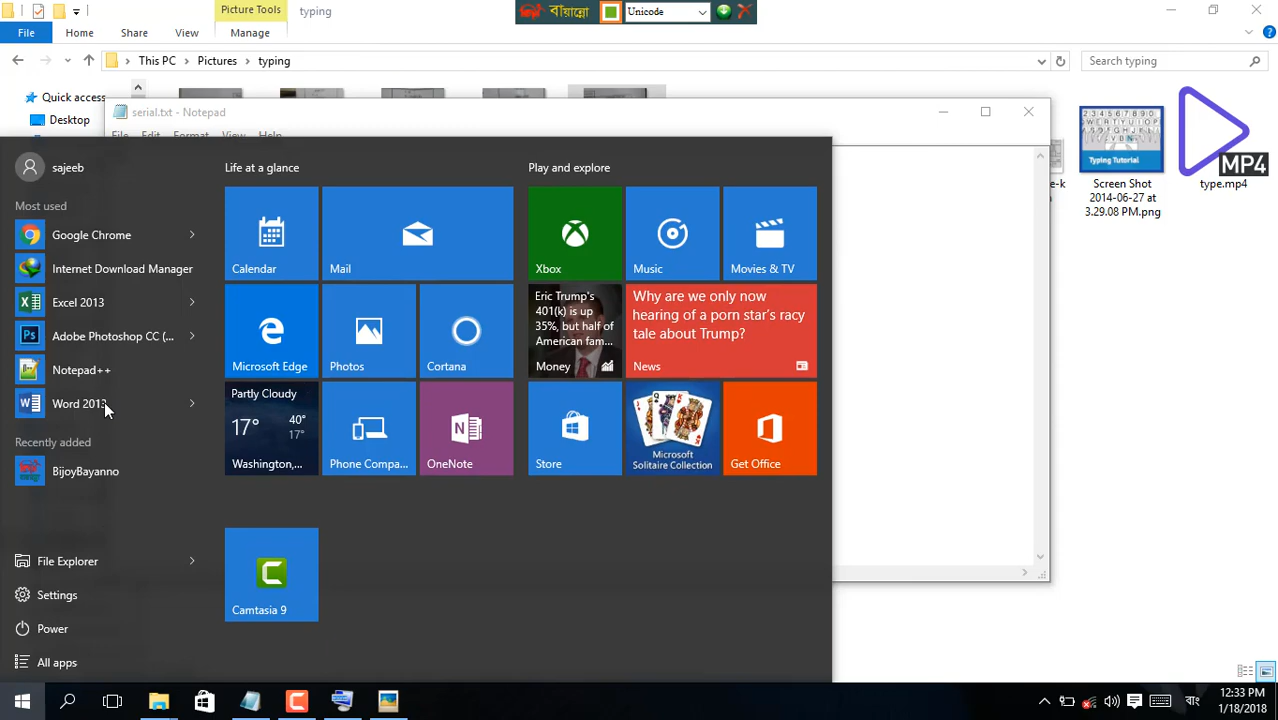 Picture Tools
typing
বায়ান্নো
Unicode
File
Home
Share
View
Manage
This PC
Pictures
typing
Search typing
Quick access
Desktop
serial.txt - Notepad
File
Edit
Format
View
Help
sajeeb
Most used
Google Chrome
Internet Download Manager
Excel 2013
Adobe Photoshop CC (...
Notepad++
Word 2013
Recently added
BijoyBayanno
File Explorer
Settings
Power
All apps
Life at a glance
Calendar
Mail
Microsoft Edge
Photos
Cortana
Partly Cloudy
17°
40°
17°
Washington,...
Phone Compa...
OneNote
Camtasia 9
Play and explore
Xbox
Music
Movies & TV
Eric Trump's
401(k) is up
35%, but half of
American fam...
Money
Why are we only now
hearing of a porn star's racy
tale about Trump?
News
Store
Microsoft
Solitaire Collection
Get Office
Typing Tutorial
MP4
e-k
Screen Shot
2014-06-27 at
3.29.08 PM.png
type.mp4
বাং
12:33 PM
1/18/2018